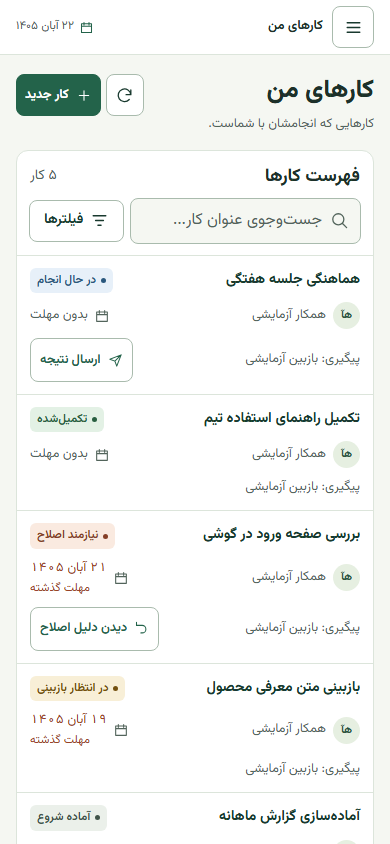 کارهای من
۲۲ آبان ۱۴۰۵
کارهای من
کار جدید
کارهایی که انجامشان با شماست.
فهرست کارها
۵ کار
جست‌وجوی عنوان کار...
فیلترها
هماهنگی جلسه هفتگی
در حال انجام
هآ
همکار آزمایشی
بدون مهلت
پیگیری: بازبین آزمایشی
ارسال نتیجه
تکمیل راهنمای استفاده تیم
تکمیل‌شده
هآ
همکار آزمایشی
بدون مهلت
پیگیری: بازبین آزمایشی
بررسی صفحه ورود در گوشی
نیازمند اصلاح
هآ
همکار آزمایشی
۲۱ آبان ۱۴۰۵
مهلت گذشته
پیگیری: بازبین آزمایشی
دیدن دلیل اصلاح
بازبینی متن معرفی محصول
در انتظار بازبینی
هآ
همکار آزمایشی
۱۹ آبان ۱۴۰۵
مهلت گذشته
پیگیری: بازبین آزمایشی
آماده‌سازی گزارش ماهانه
آماده شروع